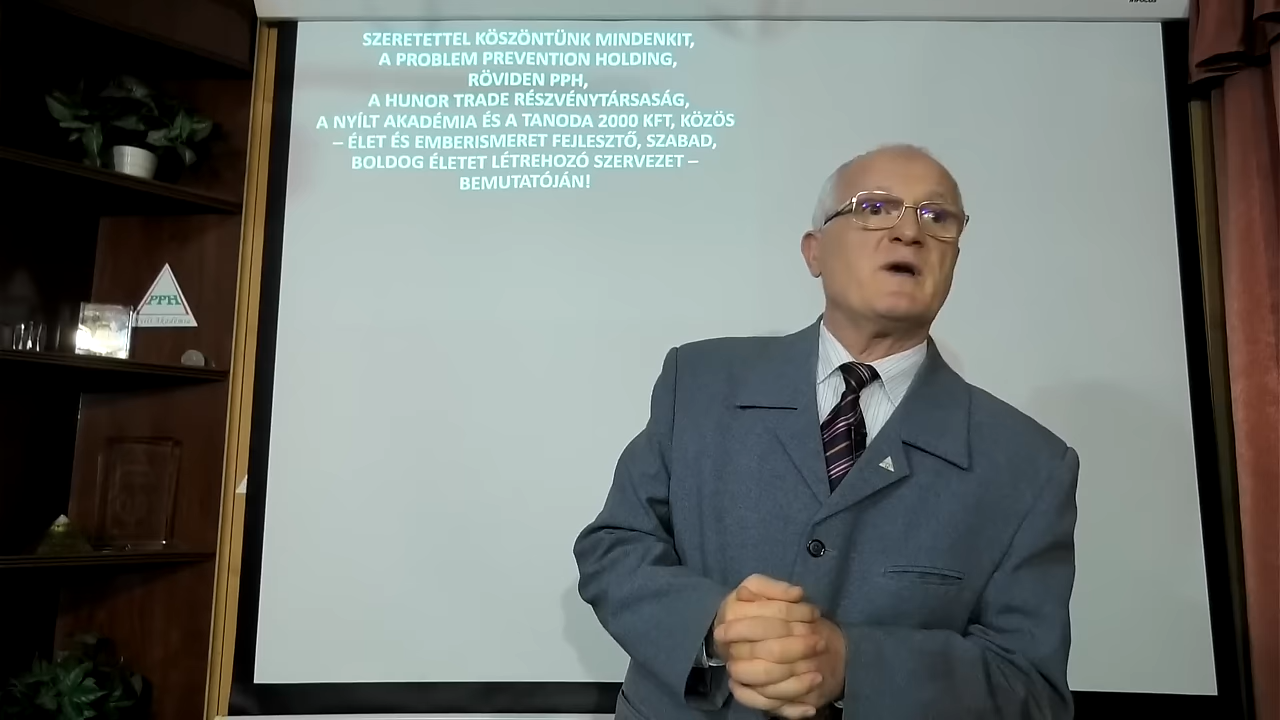 SZERETETTEL KÖSZÖNTÜNK MINDENKIT,
A PROBLEM PREVENTION HOLDING,
RÖVIDEN PPH,
A HUNOR TRADE RÉSZVÉNYTÁRSASÁG,
A NYÍLT AKADÉMIA ÉS A TANODA 2000 KFT, KÖZÖS
– ÉLET ÉS EMBERISMERET FEJLESZTŐ, SZABAD,
BOLDOG ÉLETET LÉTREHOZÓ SZERVEZET –
BEMUTATÓJÁN!
PPH